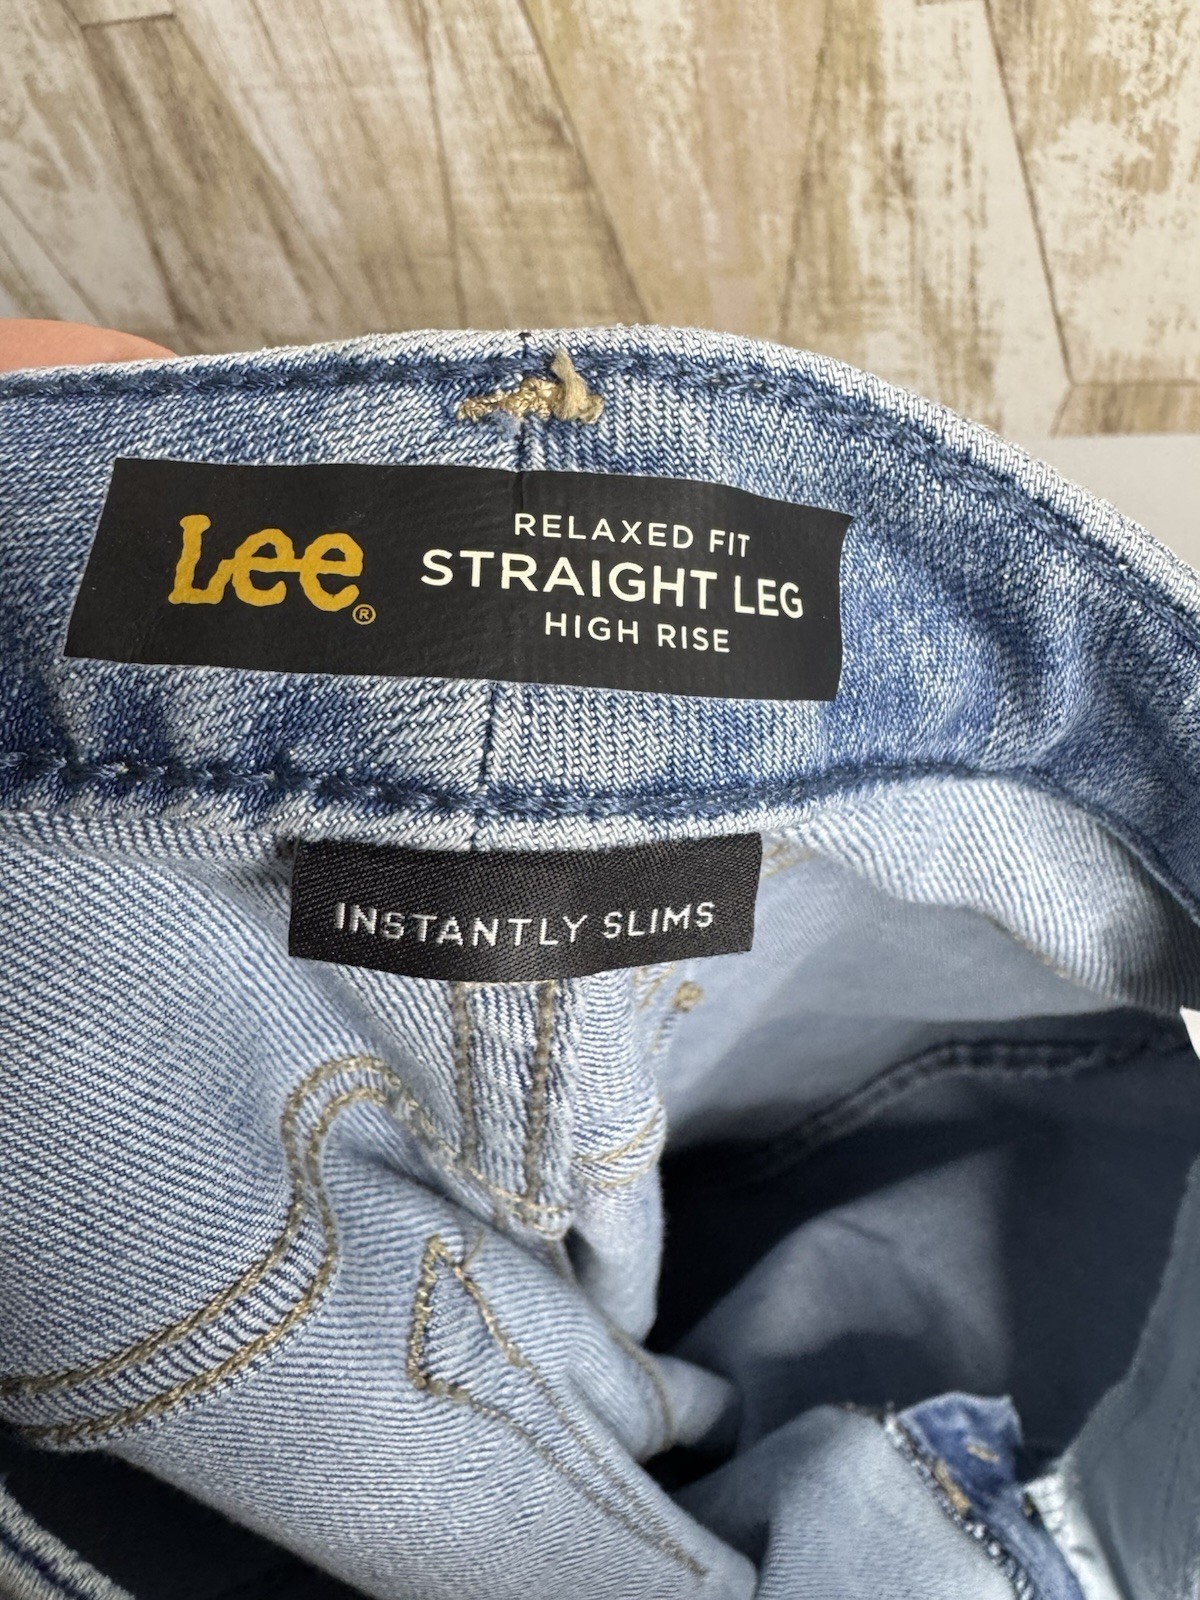 Lee®
RELAXED FIT
STRAIGHT LEG
HIGH RISE
INSTANTLY SLIMS